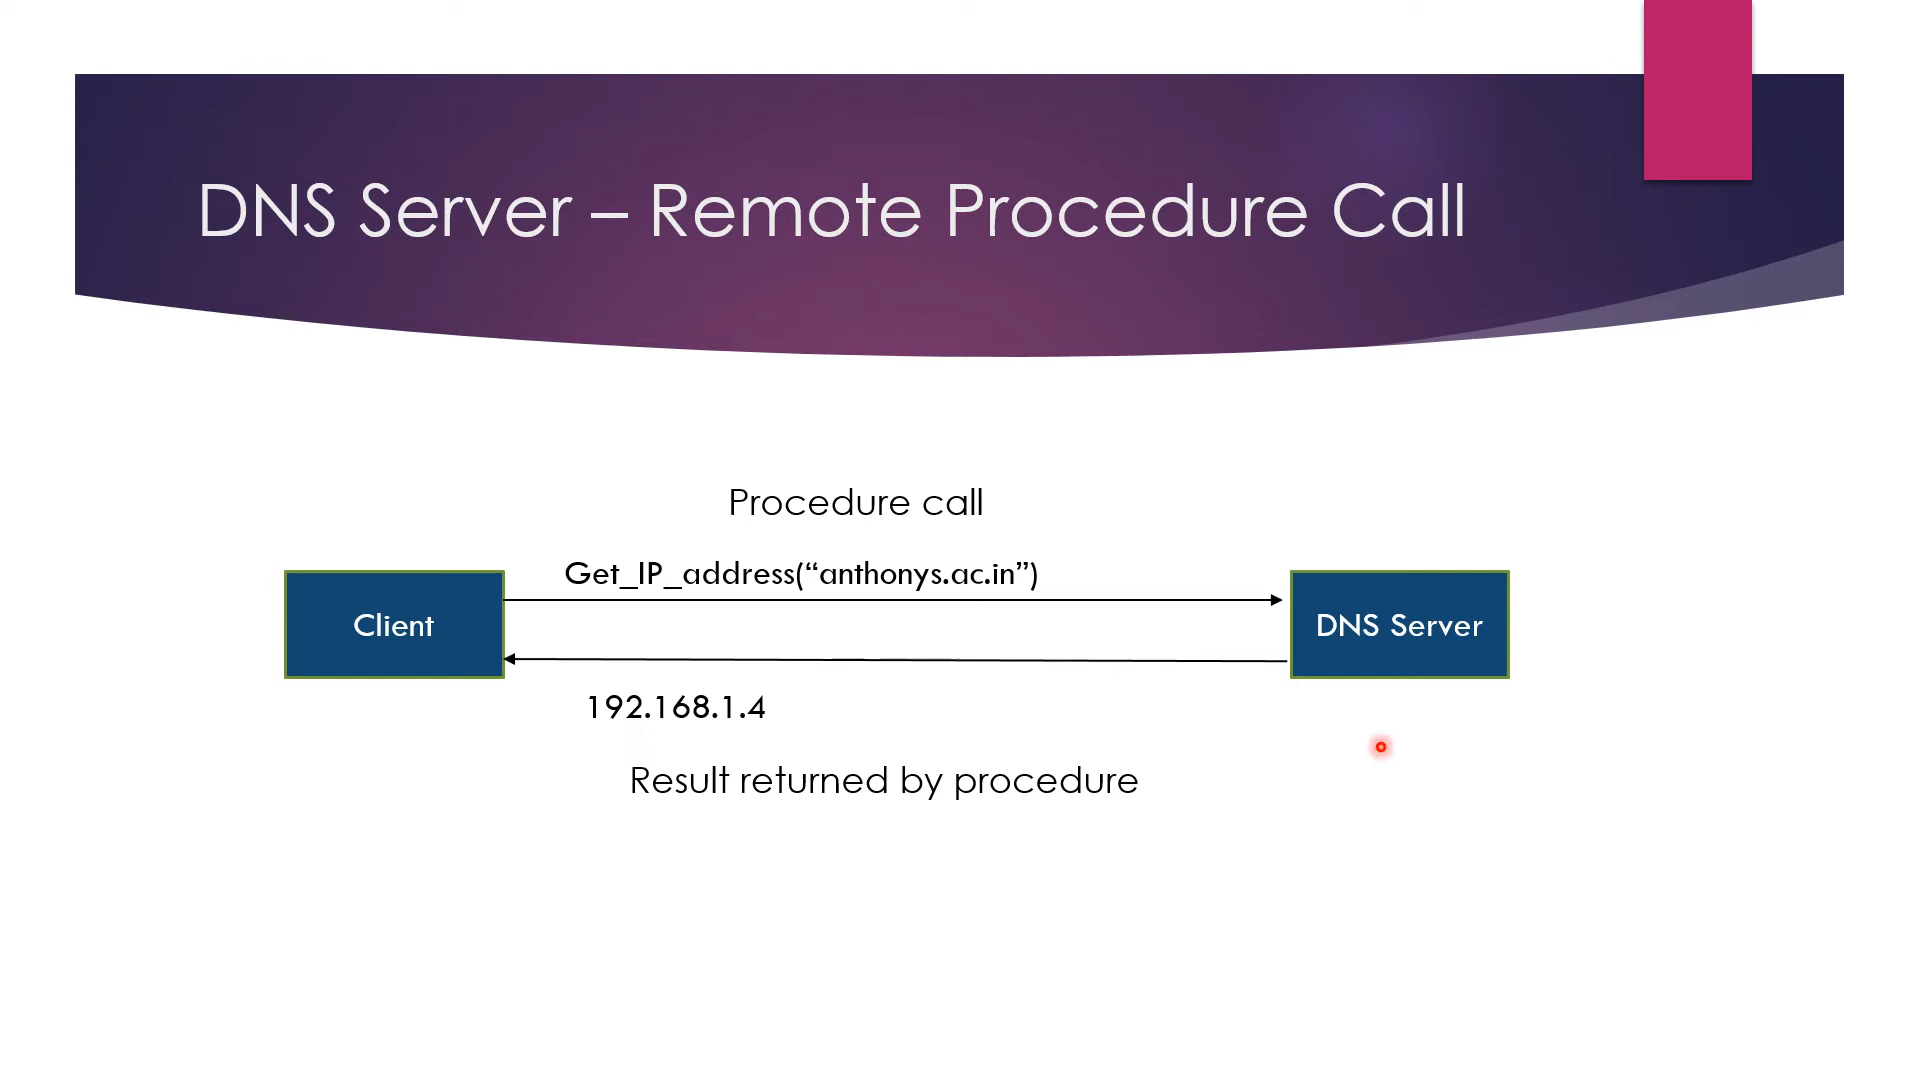 DNS Server – Remote Procedure Call
Procedure call
Get_IP_address(“anthonys.ac.in”)
Client
DNS Server
192.168.1.4
Result returned by procedure